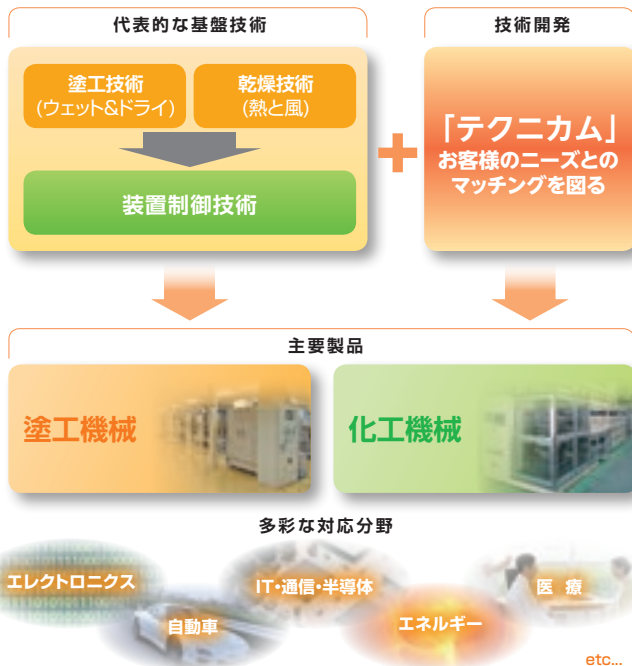 代表的な基盤技術
技術開発
塗工技術
(ウェット&ドライ)
乾燥技術
(熱と風)
装置制御技術
「テクニカム」
お客様のニーズとの
マッチングを図る
主要製品
塗工機械
化工機械
多彩な対応分野
エレクトロニクス
自動車
IT・通信・半導体
エネルギー
医 療
etc...